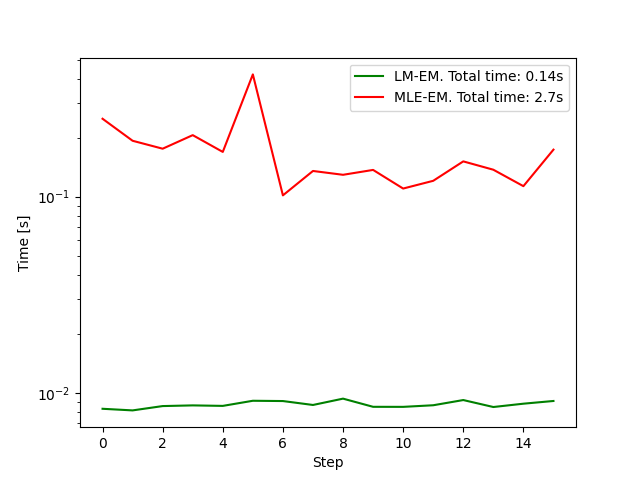 LM-EM. Total time: 0.14s
MLE-EM. Total time: 2.7s
Time [s]
10⁻¹
10⁻²
0 2 4 6 8 10 12 14
Step